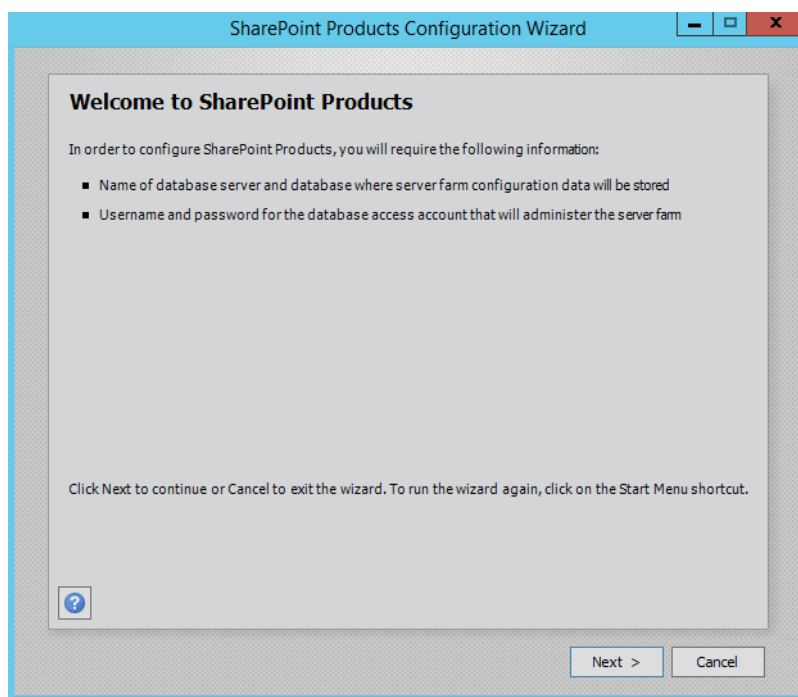 SharePoint Products Configuration Wizard
Welcome to SharePoint Products
In order to configure SharePoint Products, you will require the following information:
Name of database server and database where server farm configuration data will be stored
Username and password for the database access account that will administer the server farm
Click Next to continue or Cancel to exit the wizard. To run the wizard again, click on the Start Menu shortcut.
?
Next > Cancel